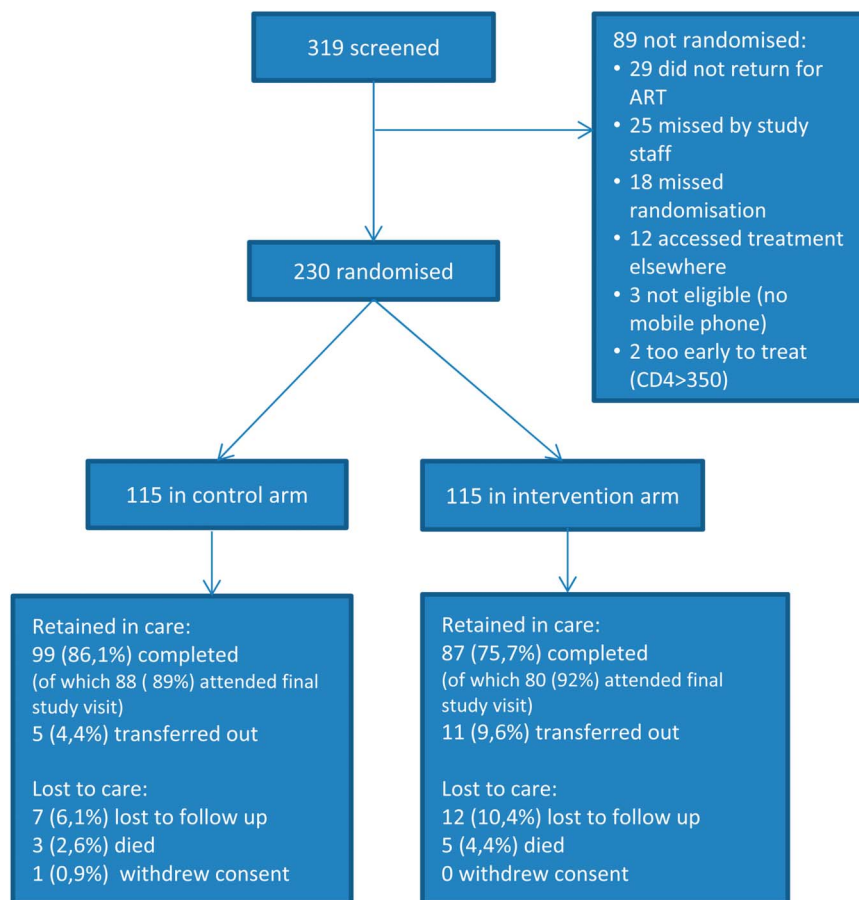 319 screened
89 not randomised:
• 29 did not return for
ART
• 25 missed by study
staff
• 18 missed
randomisation
• 12 accessed treatment
elsewhere
• 3 not eligible (no
mobile phone)
• 2 too early to treat
(CD4>350)
230 randomised
115 in control arm
115 in intervention arm
Retained in care:
99 (86,1%) completed
(of which 88 ( 89%) attended final
study visit)
5 (4,4%) transferred out
Lost to care:
7 (6,1%) lost to follow up
3 (2,6%) died
1 (0,9%)  withdrew consent
Retained in care:
87 (75,7%) completed
(of which 80 (92%) attended final
study visit)
11 (9,6%) transferred out
Lost to care:
12 (10,4%) lost to follow up
5 (4,4%) died
0 withdrew consent